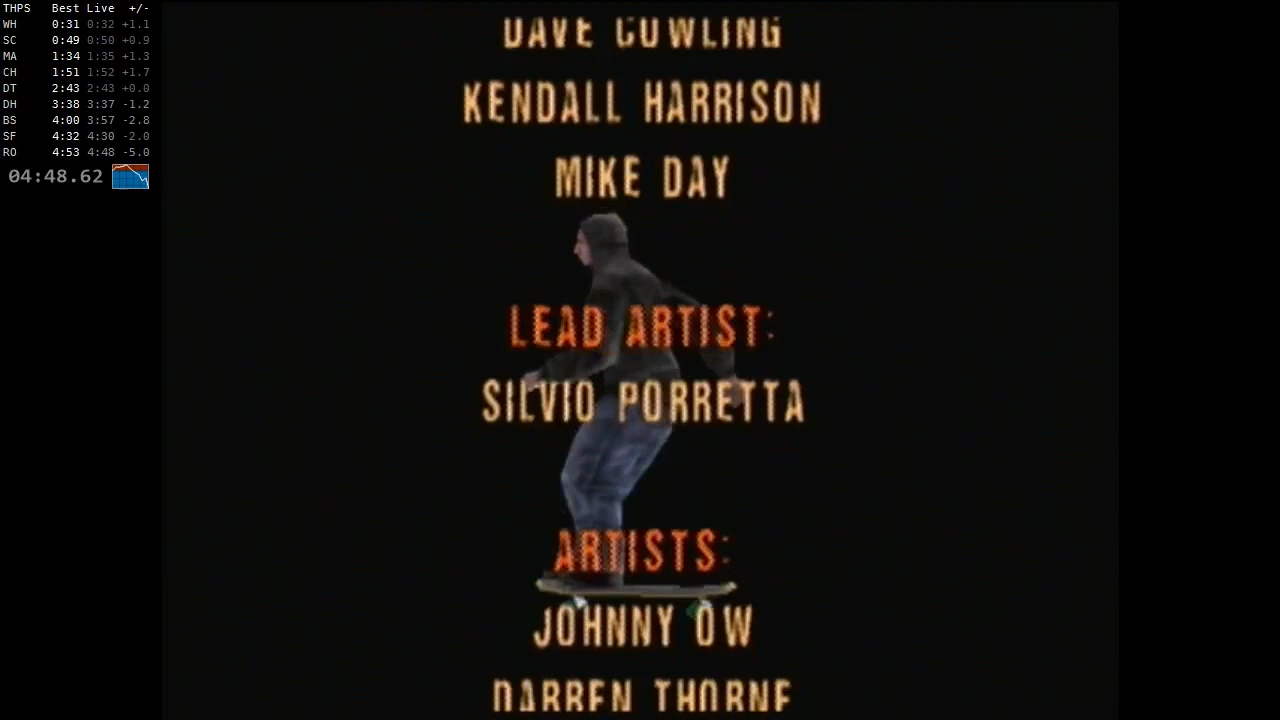 THPS Best Live +/-
WH 0:31 0:32 +1.1
SC 0:49 0:50 +0.9
MA 1:34 1:35 +1.3
CH 1:51 1:52 +1.7
DT 2:43 2:43 +0.0
DH 3:38 3:37 -1.2
BS 4:00 3:57 -2.8
SF 4:32 4:30 -2.0
RO 4:53 4:48 -5.0
04:48.62
DAVE COWLING
KENDALL HARRISON
MIKE DAY
LEAD ARTIST:
SILVIO PORRETTA
ARTISTS:
JOHNNY OW
DARREN THORNE